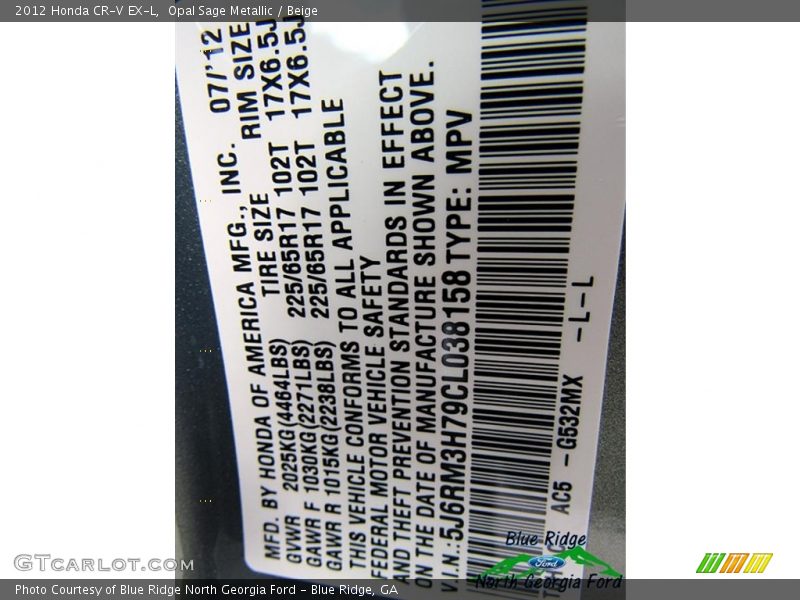 2012 Honda CR-V EX-L,  Opal Sage Metallic / Beige
MFD. BY HONDA OF AMERICA MFG., INC. 07/'12
GVWR 2025KG(4464LBS) TIRE SIZE RIM SIZE
GAWR F 1030KG(2271LBS) 225/65R17 102T 17X6.5J
GAWR R 1015KG(2238LBS) 225/65R17 102T 17X6.5J
THIS VEHICLE CONFORMS TO ALL APPLICABLE
FEDERAL MOTOR VEHICLE SAFETY
AND THEFT PREVENTION STANDARDS IN EFFECT
ON THE DATE OF MANUFACTURE SHOWN ABOVE.
V.I.N.:5J6RM3H79CL038158 TYPE: MPV
AC5 - G532MX -L-L
Blue Ridge
Ford
North Georgia Ford
GTCARLOT.COM
Photo Courtesy of Blue Ridge North Georgia Ford - Blue Ridge, GA